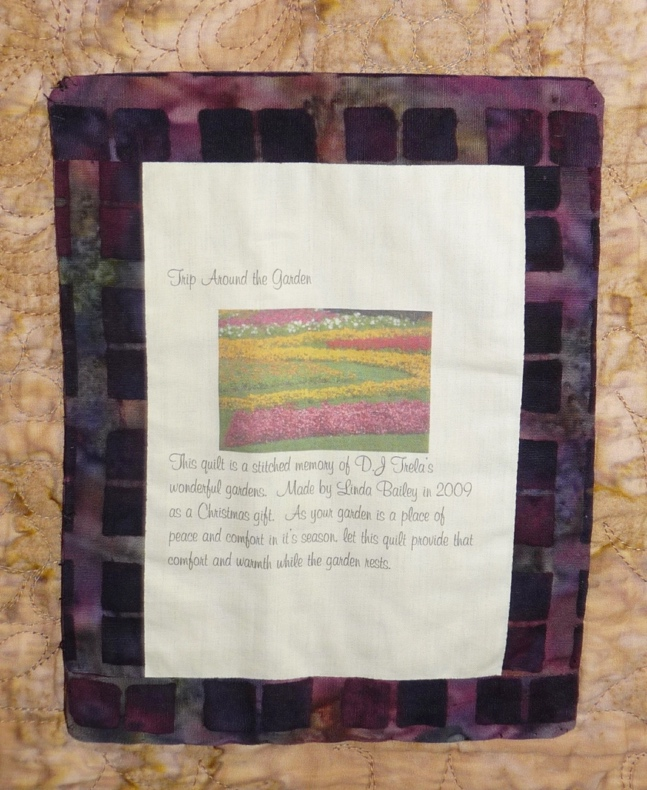 Trip Around the Garden
This quilt is a stitched memory of D J Trela's
wonderful gardens. Made by Linda Bailey in 2009
as a Christmas gift. As your garden is a place of
peace and comfort in it's season, let this quilt provide that
comfort and warmth while the garden rests.